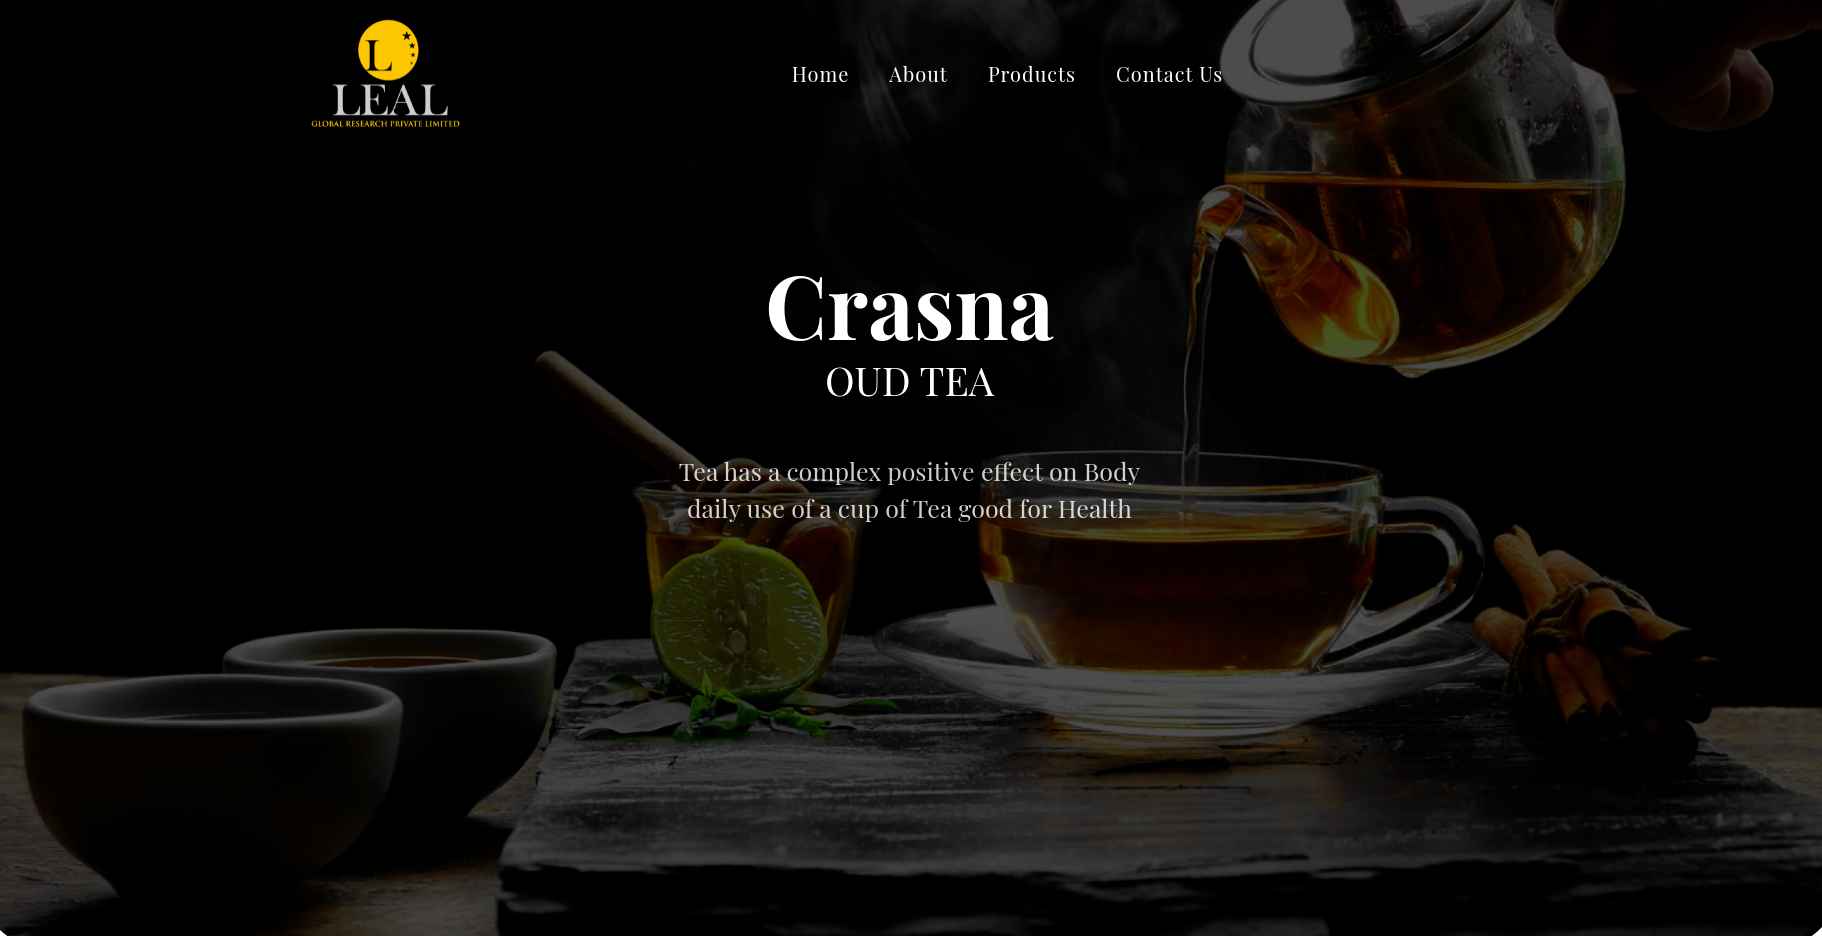 L
LEAL
GLOBAL RESEARCH PRIVATE LIMITED
Home
About
Products
Contact Us
Crasna
OUD TEA
Tea has a complex positive effect on Body
daily use of a cup of Tea good for Health